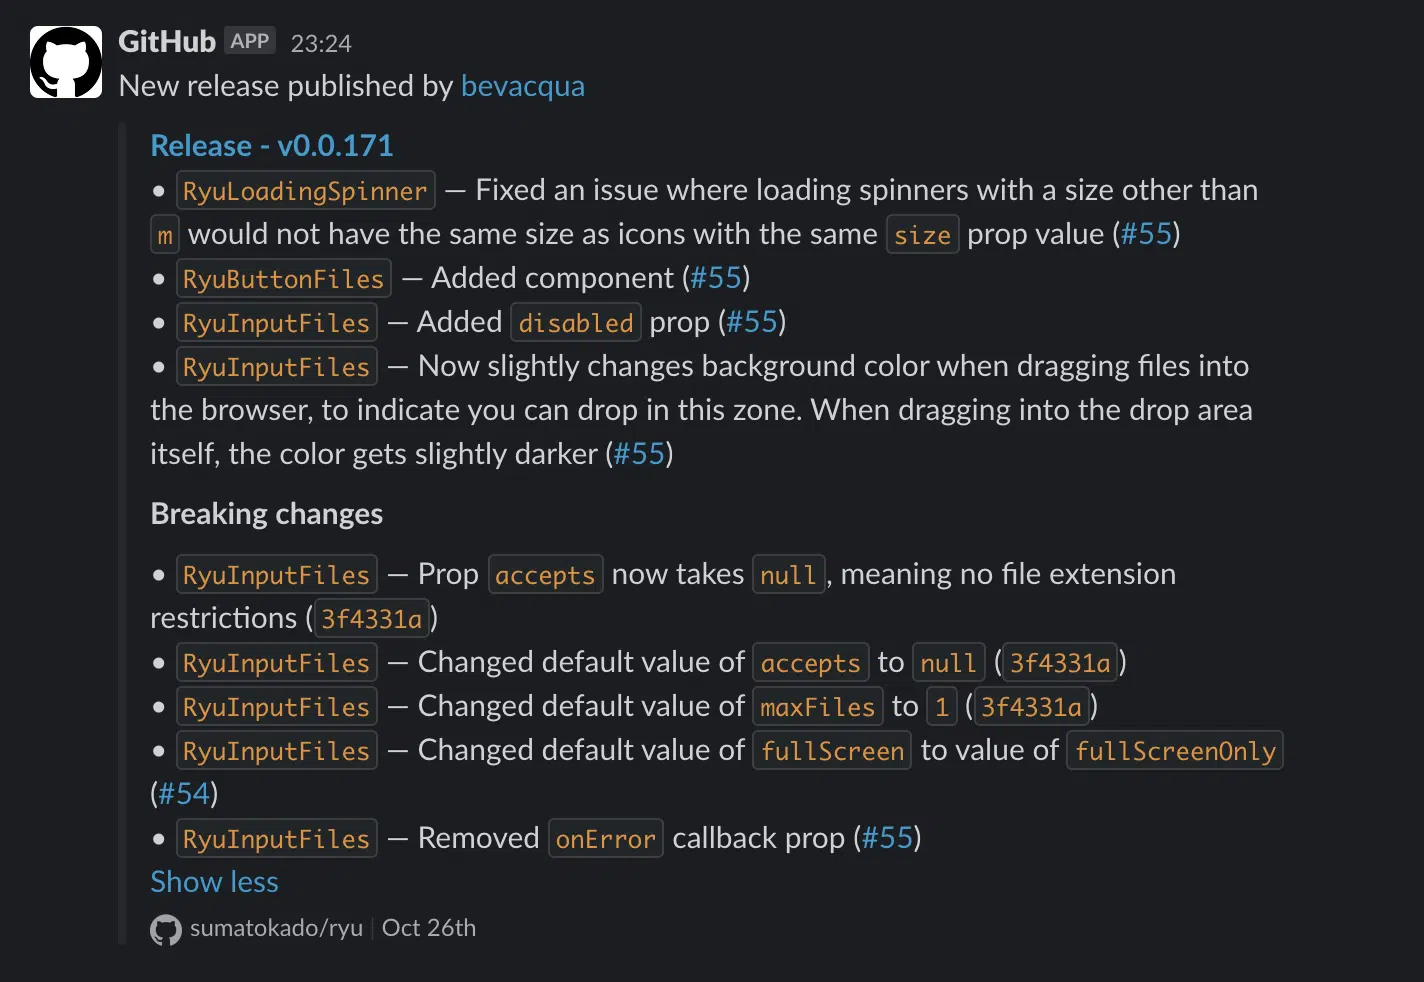 GitHub APP 23:24
New release published by bevacqua
Release - v0.0.171
• RyuLoadingSpinner — Fixed an issue where loading spinners with a size other than
m would not have the same size as icons with the same size prop value (#55)
• RyuButtonFiles — Added component (#55)
• RyuInputFiles — Added disabled prop (#55)
• RyuInputFiles — Now slightly changes background color when dragging files into
the browser, to indicate you can drop in this zone. When dragging into the drop area
itself, the color gets slightly darker (#55)
Breaking changes
• RyuInputFiles — Prop accepts now takes null, meaning no file extension
restrictions (3f4331a)
• RyuInputFiles — Changed default value of accepts to null (3f4331a)
• RyuInputFiles — Changed default value of maxFiles to 1 (3f4331a)
• RyuInputFiles — Changed default value of fullScreen to value of fullScreenOnly
(#54)
• RyuInputFiles — Removed onError callback prop (#55)
Show less
sumatokado/ryu | Oct 26th